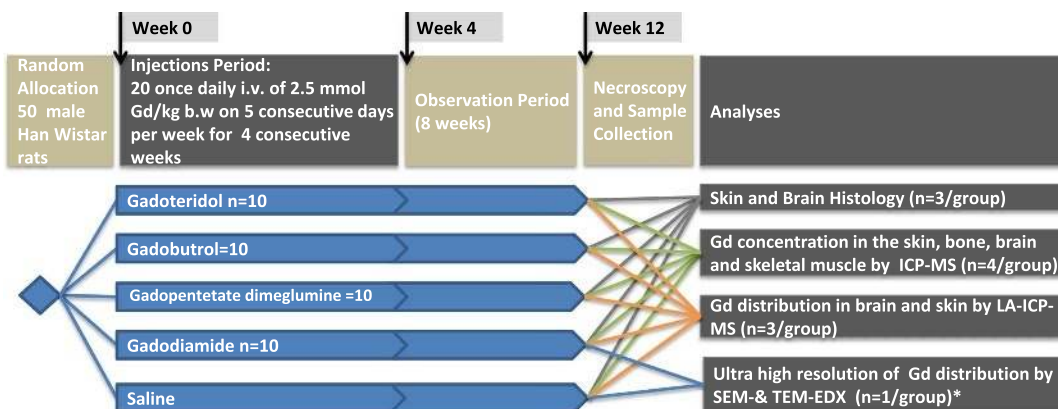 Week 0
Week 4
Week 12
Random
Allocation
50 male
Han Wistar
rats
Injections Period:
20 once daily i.v. of 2.5 mmol
Gd/kg b.w on 5 consecutive days
per week for 4 consecutive
weeks
Observation Period
(8 weeks)
Necroscopy
and Sample
Collection
Analyses
Gadoteridol n=10
Gadobutrol=10
Gadopentetate dimeglumine =10
Gadodiamide n=10
Saline
Skin and Brain Histology (n=3/group)
Gd concentration in the skin, bone, brain
and skeletal muscle by ICP-MS (n=4/group)
Gd distribution in brain and skin by LA-ICP-
MS (n=3/group)
Ultra high resolution of Gd distribution by
SEM-& TEM-EDX (n=1/group)*